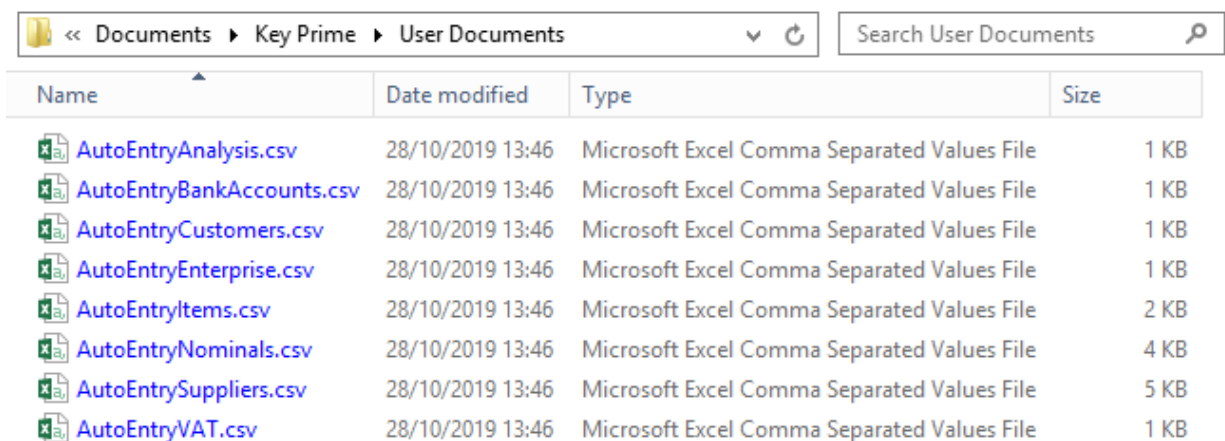 « Documents ▸ Key Prime ▸ User Documents Search User Documents
Name Date modified Type Size
AutoEntryAnalysis.csv 28/10/2019 13:46 Microsoft Excel Comma Separated Values File 1 KB
AutoEntryBankAccounts.csv 28/10/2019 13:46 Microsoft Excel Comma Separated Values File 1 KB
AutoEntryCustomers.csv 28/10/2019 13:46 Microsoft Excel Comma Separated Values File 1 KB
AutoEntryEnterprise.csv 28/10/2019 13:46 Microsoft Excel Comma Separated Values File 1 KB
AutoEntryItems.csv 28/10/2019 13:46 Microsoft Excel Comma Separated Values File 2 KB
AutoEntryNominals.csv 28/10/2019 13:46 Microsoft Excel Comma Separated Values File 4 KB
AutoEntrySuppliers.csv 28/10/2019 13:46 Microsoft Excel Comma Separated Values File 5 KB
AutoEntryVAT.csv 28/10/2019 13:46 Microsoft Excel Comma Separated Values File 1 KB